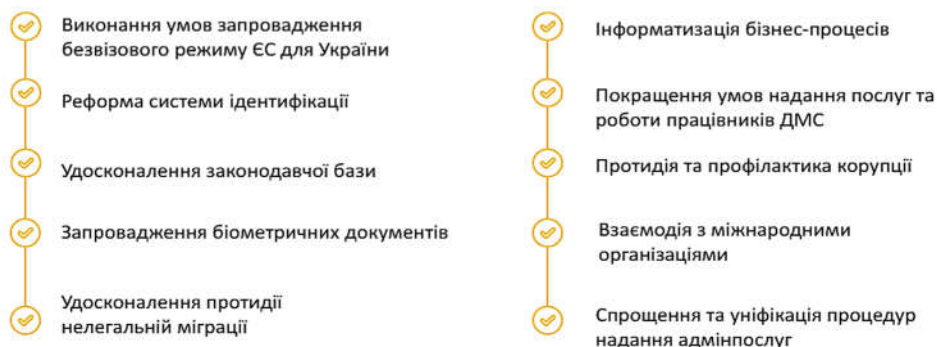 Виконання умов запровадження
безвізового режиму ЄС для України
Реформа системи ідентифікації
Удосконалення законодавчої бази
Запровадження біометричних документів
Удосконалення протидії
нелегальній міграції
Інформатизація бізнес-процесів
Покращення умов надання послуг та
роботи працівників ДМС
Протидія та профілактика корупції
Взаємодія з міжнародними
організаціями
Спрощення та уніфікація процедур
надання адмінпослуг